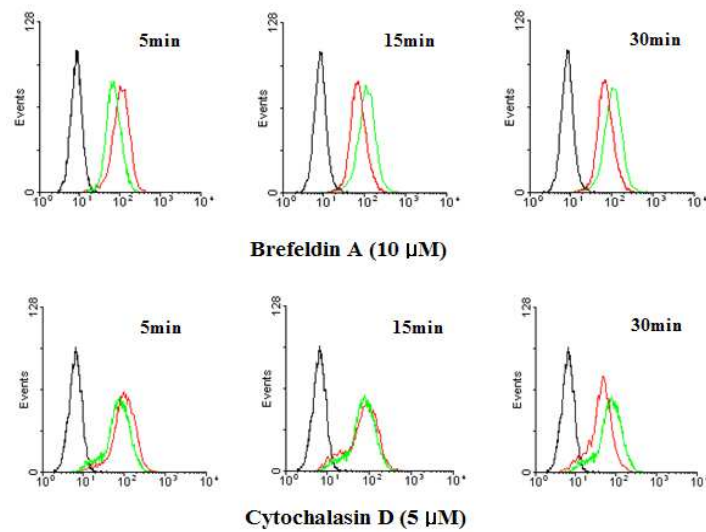 5min
15min
30min
128
Events
0
10⁰ 10¹ 10² 10³ 10⁴
128
Events
0
10⁰ 10¹ 10² 10³ 10⁴
128
Events
0
10⁰ 10¹ 10² 10³ 10⁴
Brefeldin A (10 µM)
5min
15min
30min
128
Events
0
10⁰ 10¹ 10² 10³ 10⁴
128
Events
0
10⁰ 10¹ 10² 10³ 10⁴
128
Events
0
10⁰ 10¹ 10² 10³ 10⁴
Cytochalasin D (5 µM)